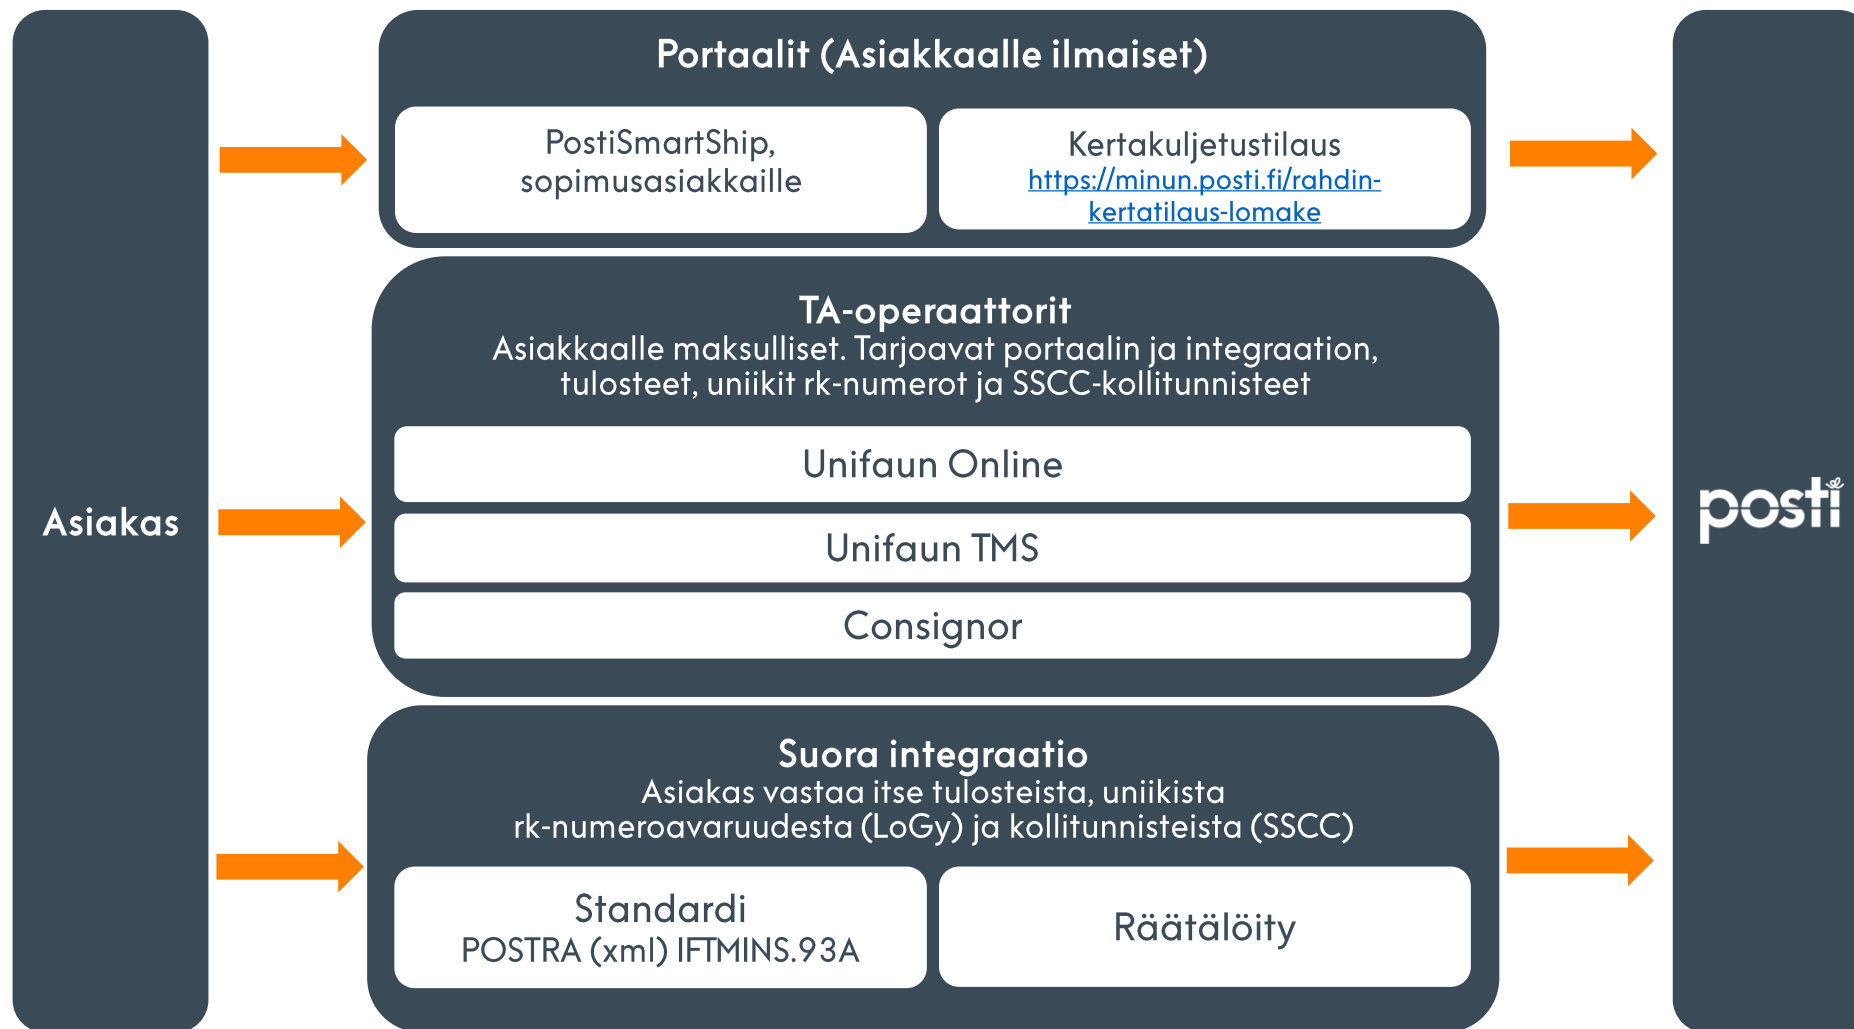 Portaalit (Asiakkaalle ilmaiset)
PostiSmartShip,
sopimusasiakkaille
Kertakuljetustilaus
https://minun.posti.fi/rahdin-
kertatilaus-lomake
TA-operaattorit
Asiakkaalle maksulliset. Tarjoavat portaalin ja integraation,
tulosteet, uniikit rk-numerot ja SSCC-kollitunnisteet
Unifaun Online
Unifaun TMS
Consignor
Asiakas
posti
Suora integraatio
Asiakas vastaa itse tulosteista, uniikista
rk-numeroavaruudesta (LoGy) ja kollitunnisteista (SSCC)
Standardi
POSTRA (xml) IFTMINS.93A
Räätälöity